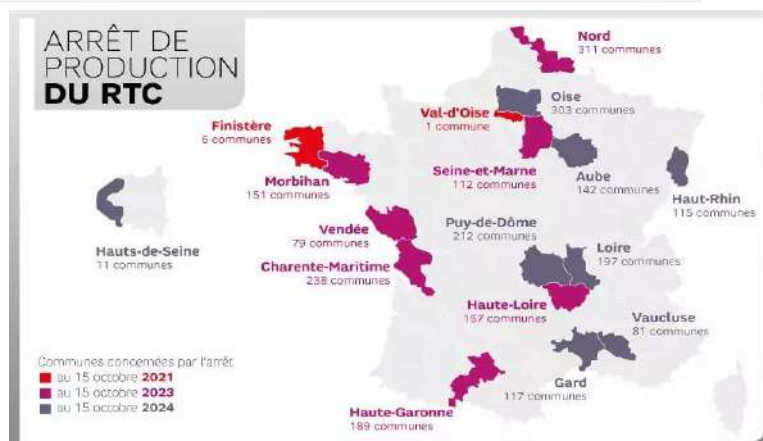 ARRÊT DE
PRODUCTION
DU RTC
Nord
311 communes
Oise
303 communes
Val-d'Oise
1 commune
Finistère
6 communes
Seine-et-Marne
112 communes
Aube
142 communes
Haut-Rhin
115 communes
Morbihan
151 communes
Hauts-de-Seine
11 communes
Vendée
79 communes
Puy-de-Dôme
212 communes
Loire
197 communes
Charente-Maritime
238 communes
Haute-Loire
157 communes
Vaucluse
81 communes
Gard
117 communes
Haute-Garonne
189 communes
Communes concernées par l'arrêt
au 15 octobre 2021
au 15 octobre 2023
au 15 octobre 2024